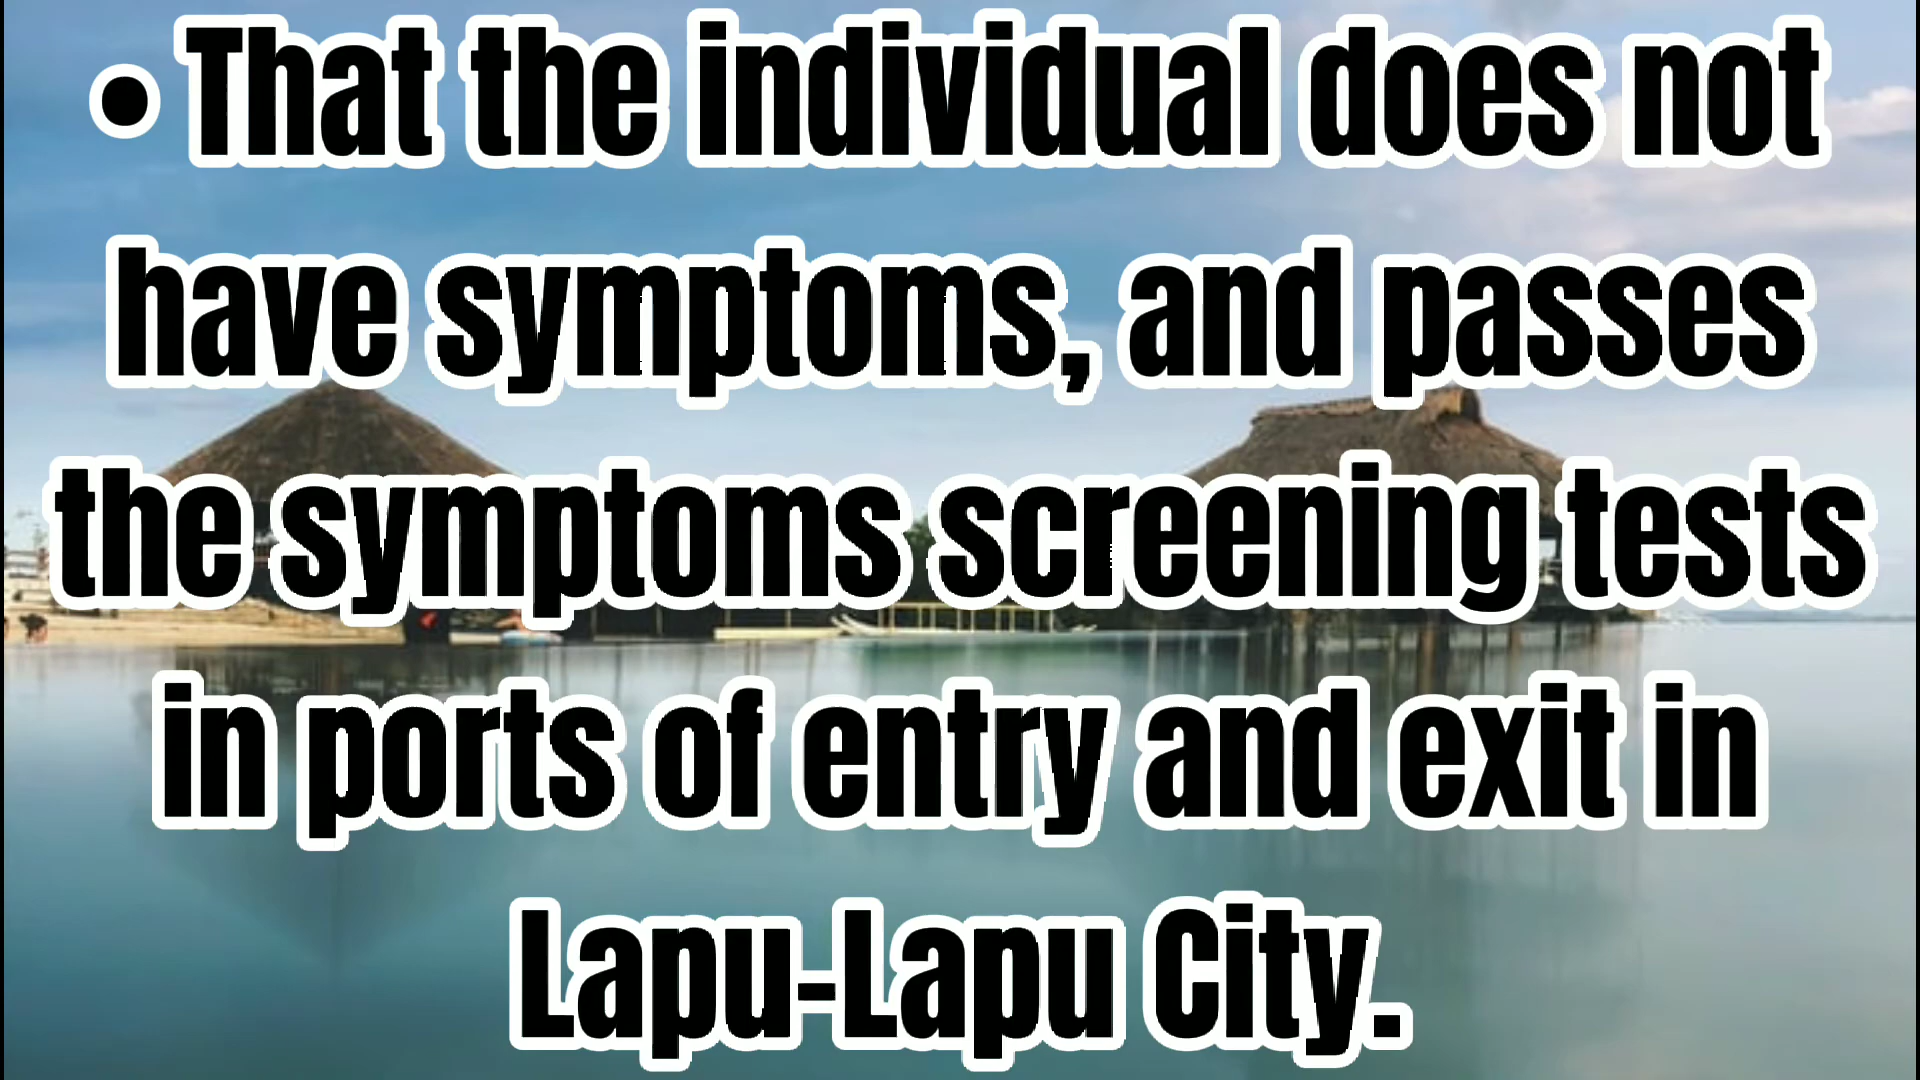 • That the individual does not
have symptoms, and passes
the symptoms screening tests
in ports of entry and exit in
Lapu-Lapu City.